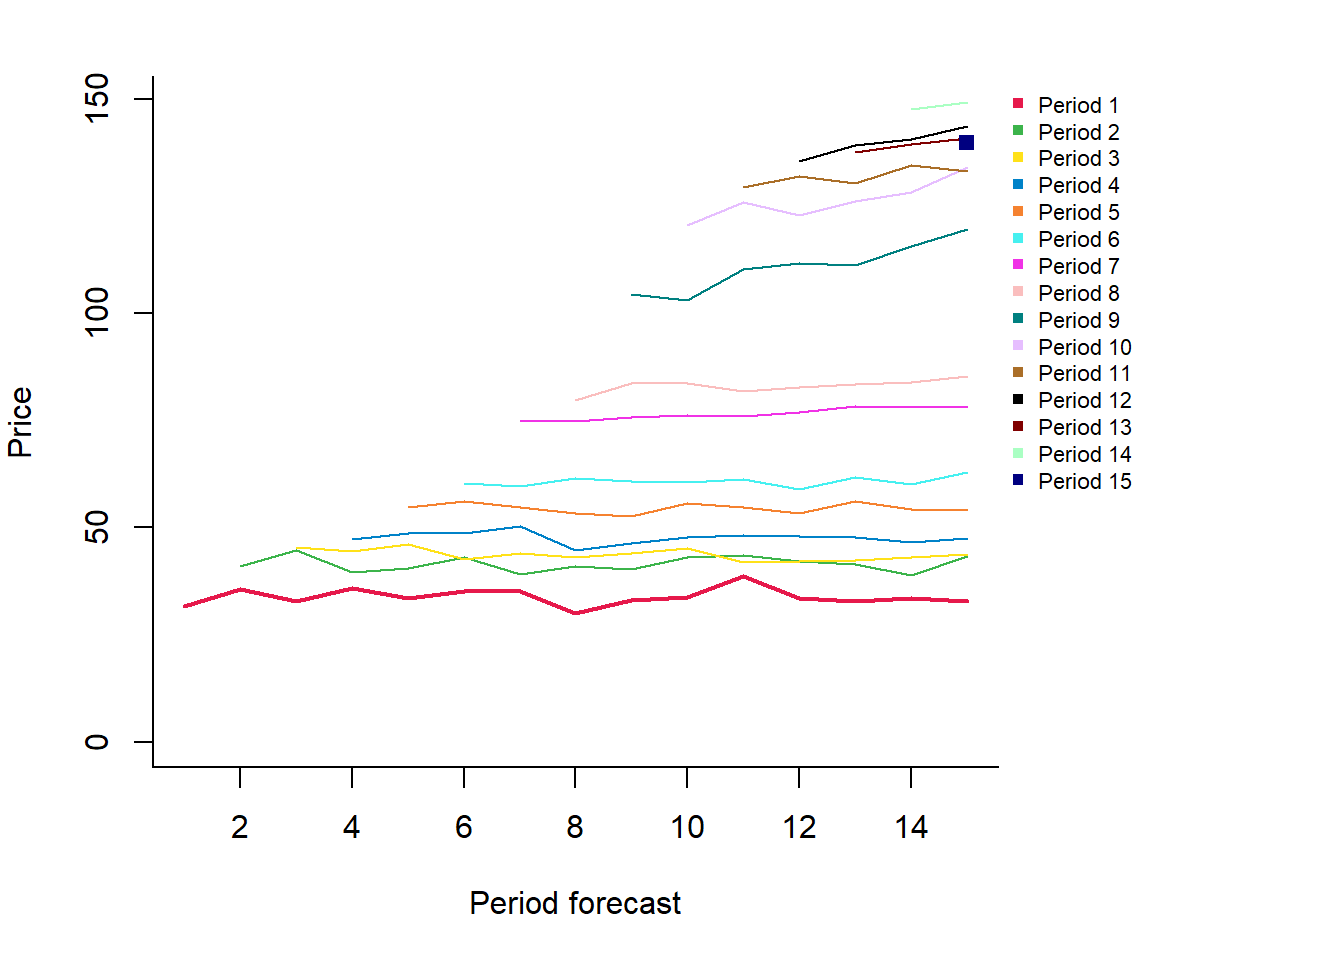 150
100
50
0
Price
2 4 6 8 10 12 14
Period forecast
Period 1
Period 2
Period 3
Period 4
Period 5
Period 6
Period 7
Period 8
Period 9
Period 10
Period 11
Period 12
Period 13
Period 14
Period 15